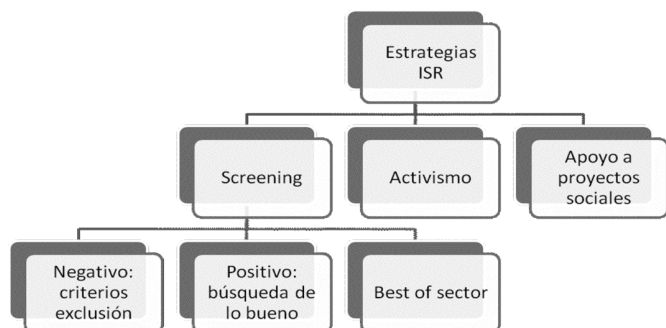 Estrategias
ISR
Screening
Activismo
Apoyo a
proyectos
sociales
Negativo:
criterios
exclusión
Positivo:
búsqueda de
lo bueno
Best of sector